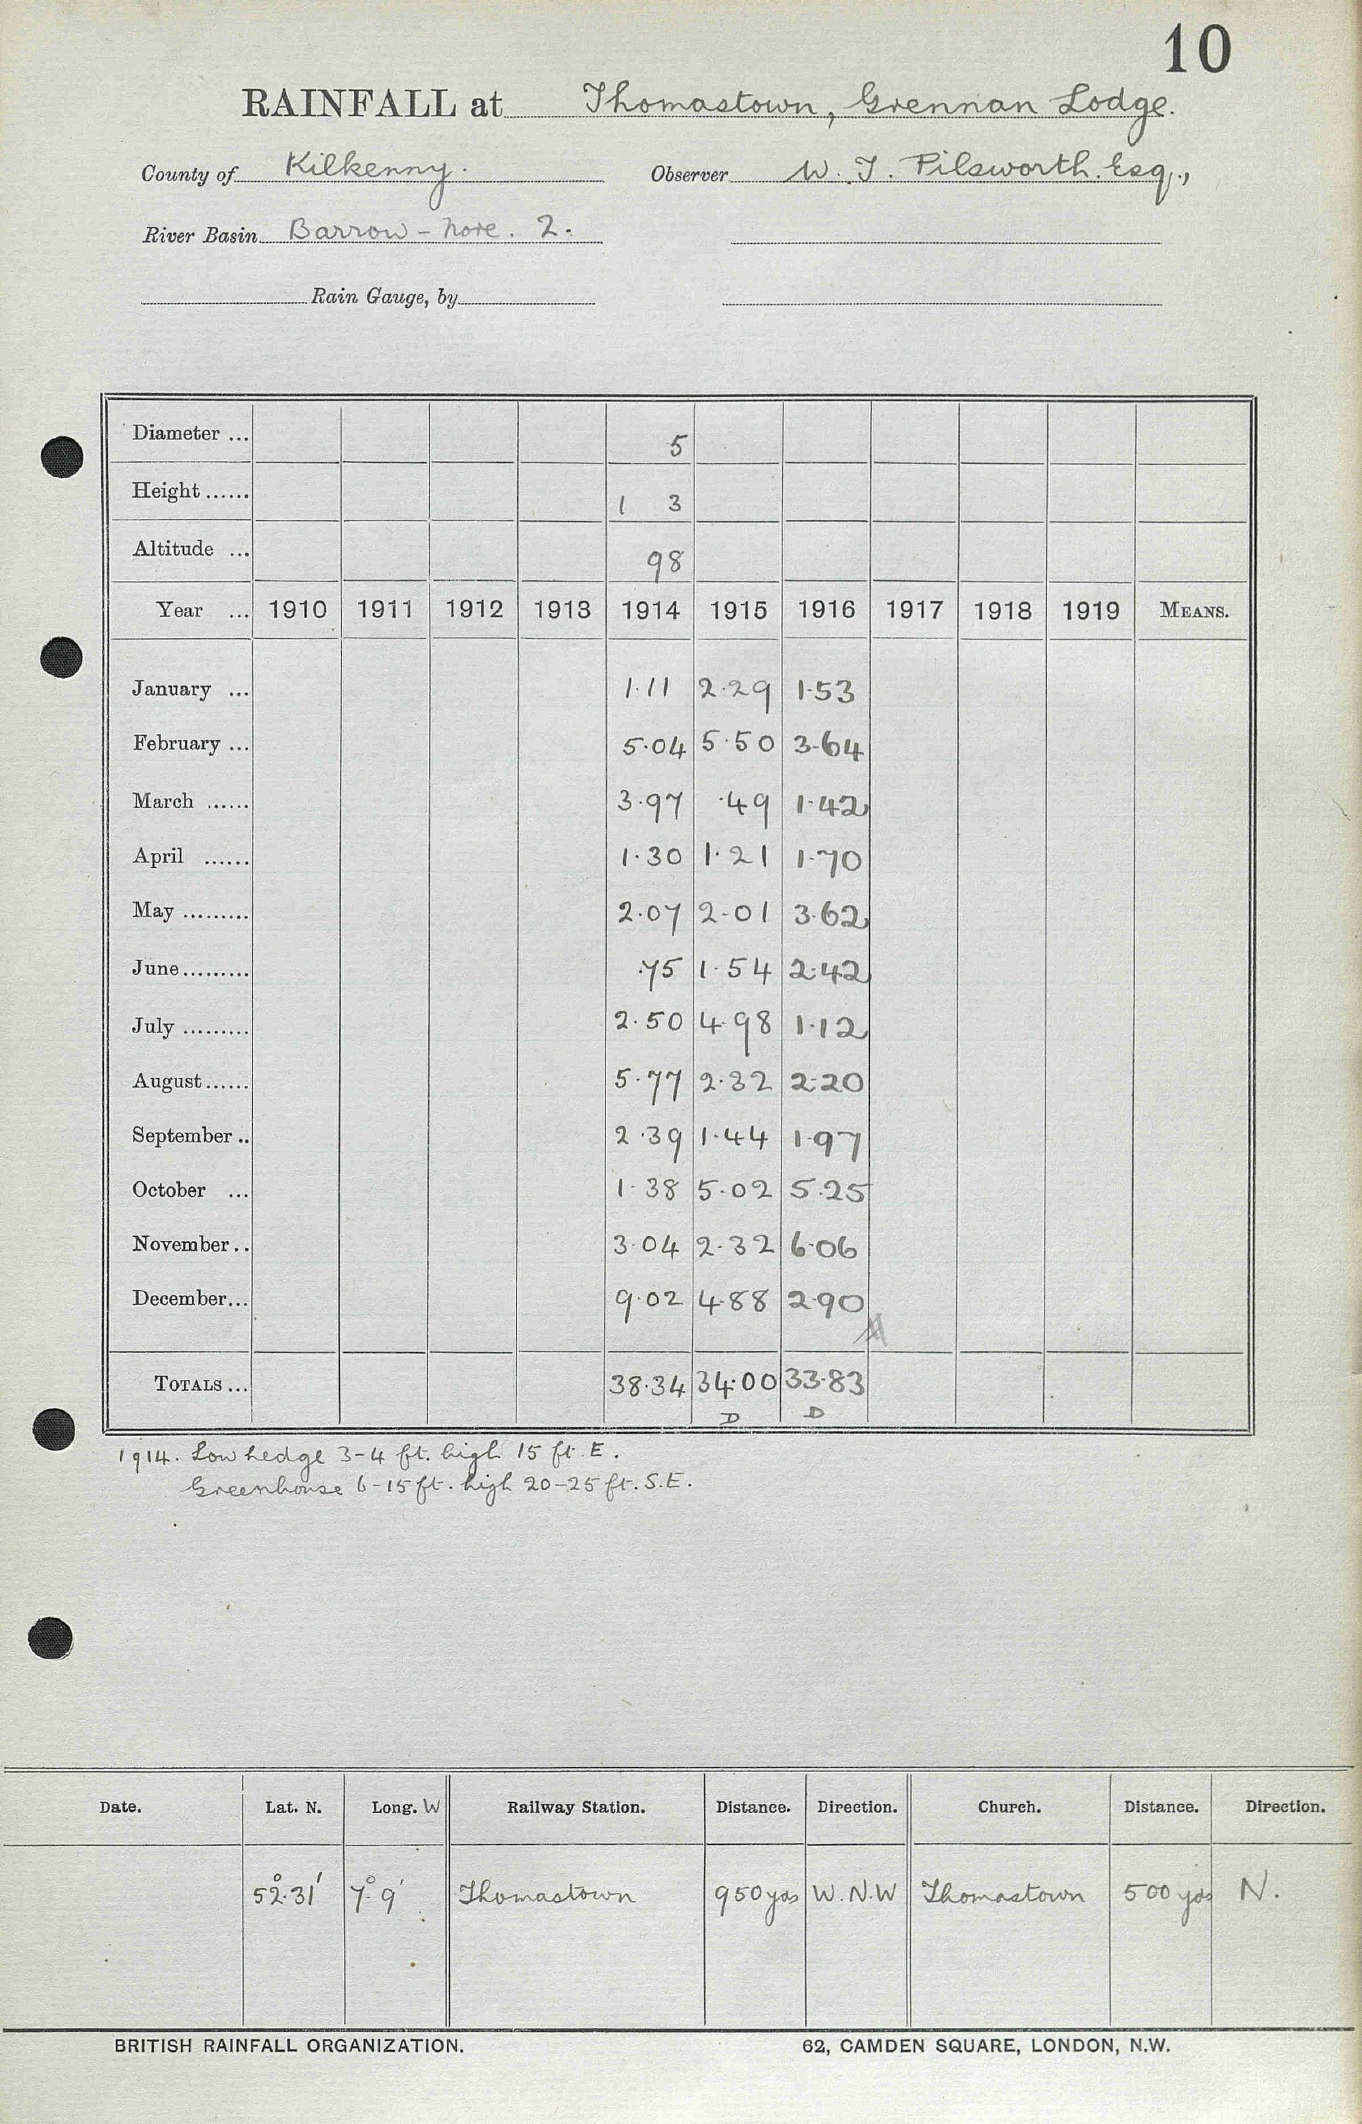 10
RAINFALL at Thomastown, Grennan Lodge.
County of Kilkenny. Observer W. J. Pilsworth. Esq.,
River Basin Barrow - Nore. 2.
Rain Gauge, by
Diameter ... 5
Height ...... 1 3
Altitude ... 98
Year ... 1910 1911 1912 1913 1914 1915 1916 1917 1918 1919 MEANS.
January ... 1.11 2.29 1.53
February ... 5.04 5.50 3.64
March ...... 3.97 .49 1.42
April ...... 1.30 1.21 1.70
May ......... 2.07 2.01 3.62
June ......... .75 1.54 2.42
July ......... 2.50 4.98 1.12
August ...... 5.77 2.32 2.20
September .. 2.39 1.44 1.97
October ... 1.38 5.02 5.25
November .. 3.04 2.32 6.06
December ... 9.02 4.88 2.90
TOTALS ... 38.34 34.00 33.83
D D
1914. Low hedge 3-4 ft. high 15 ft. E.
Greenhouse 6-15 ft. high 20-25 ft. S.E.
Date. Lat. N. Long. W Railway Station. Distance. Direction. Church. Distance. Direction.
52°.31' 7°.9' Thomastown 950 yds W.N.W Thomastown 500 yds N.
BRITISH RAINFALL ORGANIZATION. 62, CAMDEN SQUARE, LONDON, N.W.